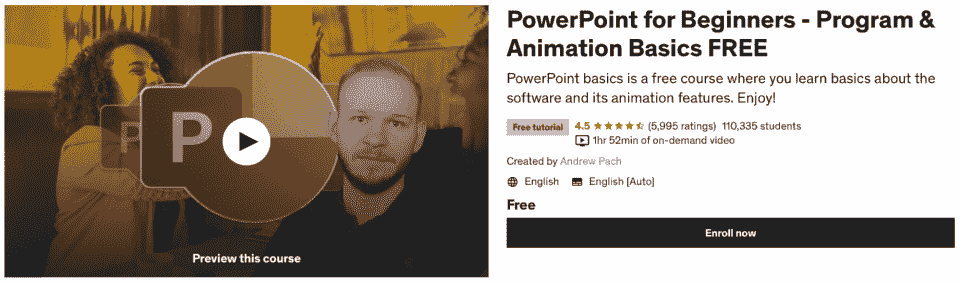 P
P
Preview this course
PowerPoint for Beginners - Program &
Animation Basics FREE
PowerPoint basics is a free course where you learn basics about the
software and its animation features. Enjoy!
Free tutorial 4.5 (5,995 ratings) 110,335 students
1hr 52min of on-demand video
Created by Andrew Pach
English English [Auto]
Free
Enroll now